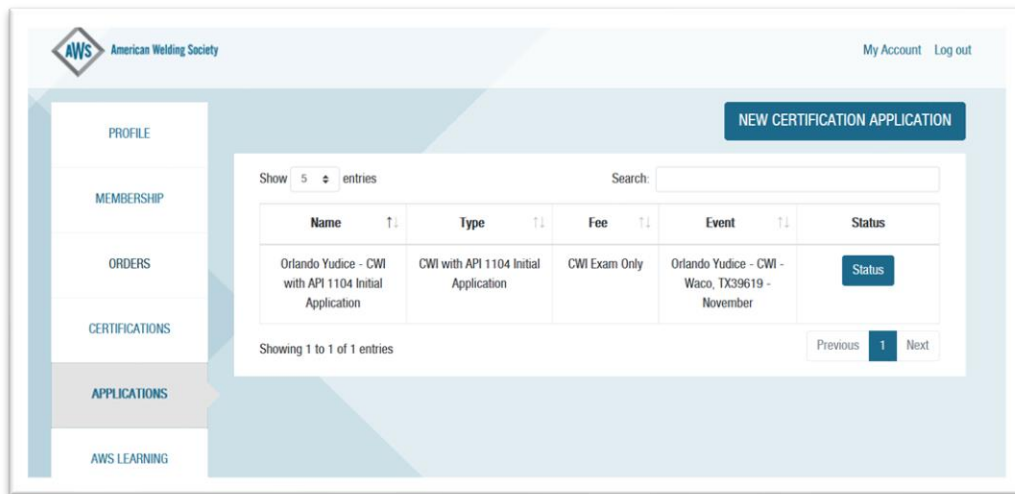 AWS American Welding Society
My Account Log out
PROFILE
MEMBERSHIP
ORDERS
CERTIFICATIONS
APPLICATIONS
AWS LEARNING
NEW CERTIFICATION APPLICATION
Show 5 entries Search:
Name Type Fee Event Status
Orlando Yudice - CWI CWI with API 1104 Initial CWI Exam Only Orlando Yudice - CWI - Status
with API 1104 Initial Application Waco, TX39619 -
Application November
Showing 1 to 1 of 1 entries
Previous 1 Next